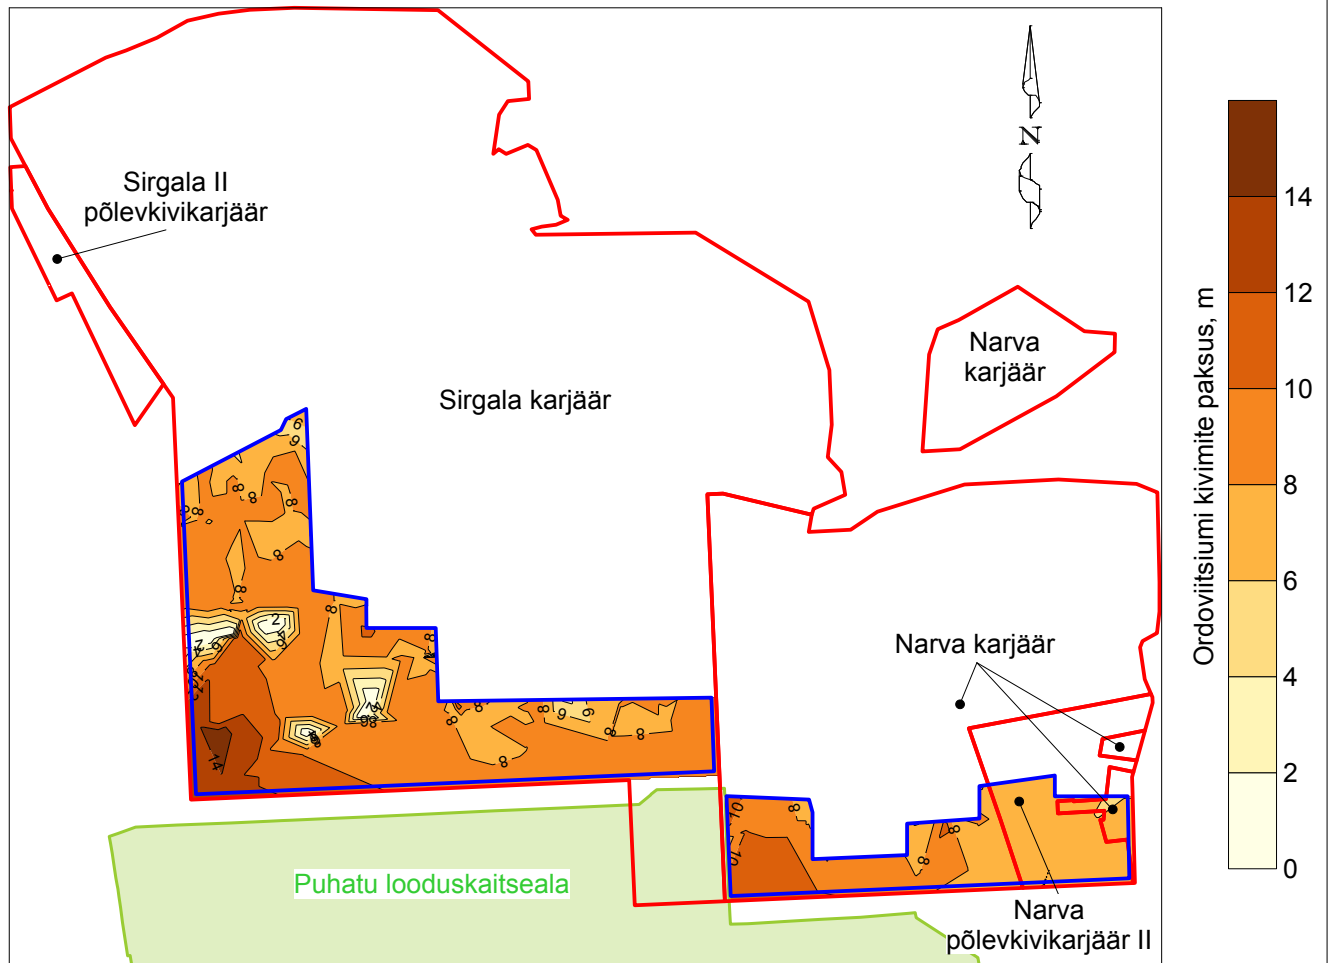 Sirgala II
põlevkivikarjäär
N
Sirgala karjäär
Narva
karjäär
Narva karjäär
Puhatu looduskaitseala
Narva
põlevkivikarjäär II
Ordoviitsiumi kivimite paksus, m
14
12
10
8
6
4
2
0